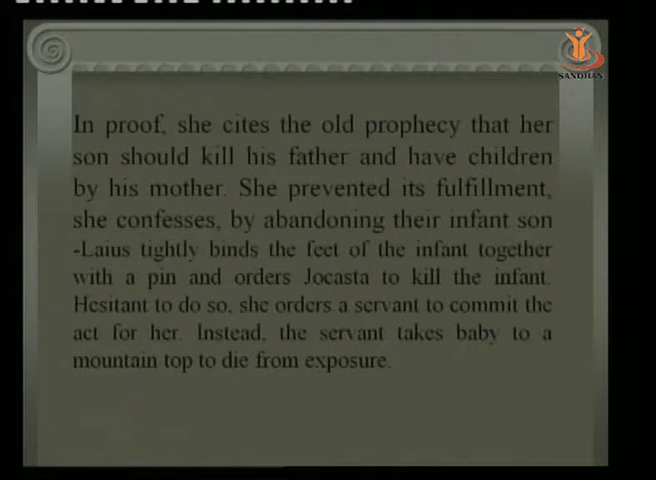 SANDHAN
In proof, she cites the old prophecy that her
son should kill his father and have children
by his mother. She prevented its fulfillment,
she confesses, by abandoning their infant son
-Laius tightly binds the feet of the infant together
with a pin and orders Jocasta to kill the infant.
Hesitant to do so, she orders a servant to commit the
act for her. Instead, the servant takes baby to a
mountain top to die from exposure.